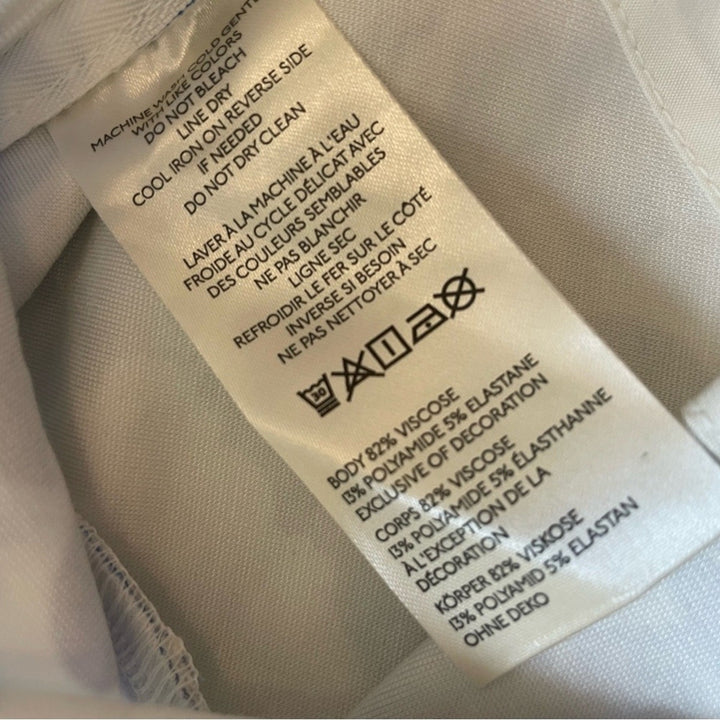 MACHINE WASH COLD GENTL
WITH LIKE COLORS
DO NOT BLEACH
LINE DRY
COOL IRON ON REVERSE SIDE
IF NEEDED
DO NOT DRY CLEAN
LAVER À LA MACHINE À L'EAU
FROIDE AU CYCLE DÉLICAT AVEC
DES COULEURS SEMBLABLES
NE PAS BLANCHIR
LIGNE SEC
REFROIDIR LE FER SUR LE CÔTÉ
INVERSE SI BESOIN
NE PAS NETTOYER À SEC
30
BODY 82% VISCOSE
13% POLYAMIDE 5% ELASTANE
EXCLUSIVE OF DECORATION
CORPS 82% VISCOSE
13% POLYAMIDE 5% ÉLASTHANNE
À L'EXCEPTION DE LA
DÉCORATION
KÖRPER 82% VISKOSE
13% POLYAMID 5% ELASTAN
OHNE DEKO